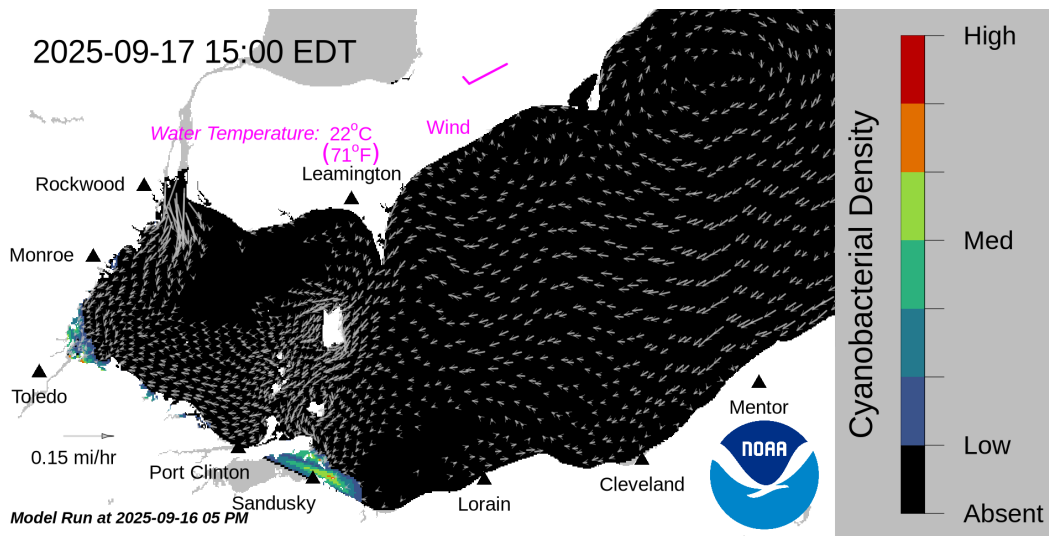 2025-09-17 15:00 EDT
Water Temperature: 22°C
(71°F)
Wind
Leamington
Rockwood
Monroe
Toledo
0.15 mi/hr
Port Clinton
Sandusky
Lorain
Cleveland
Mentor
NOAA
Model Run at 2025-09-16 05 PM
Cyanobacterial Density
High
Med
Low
Absent